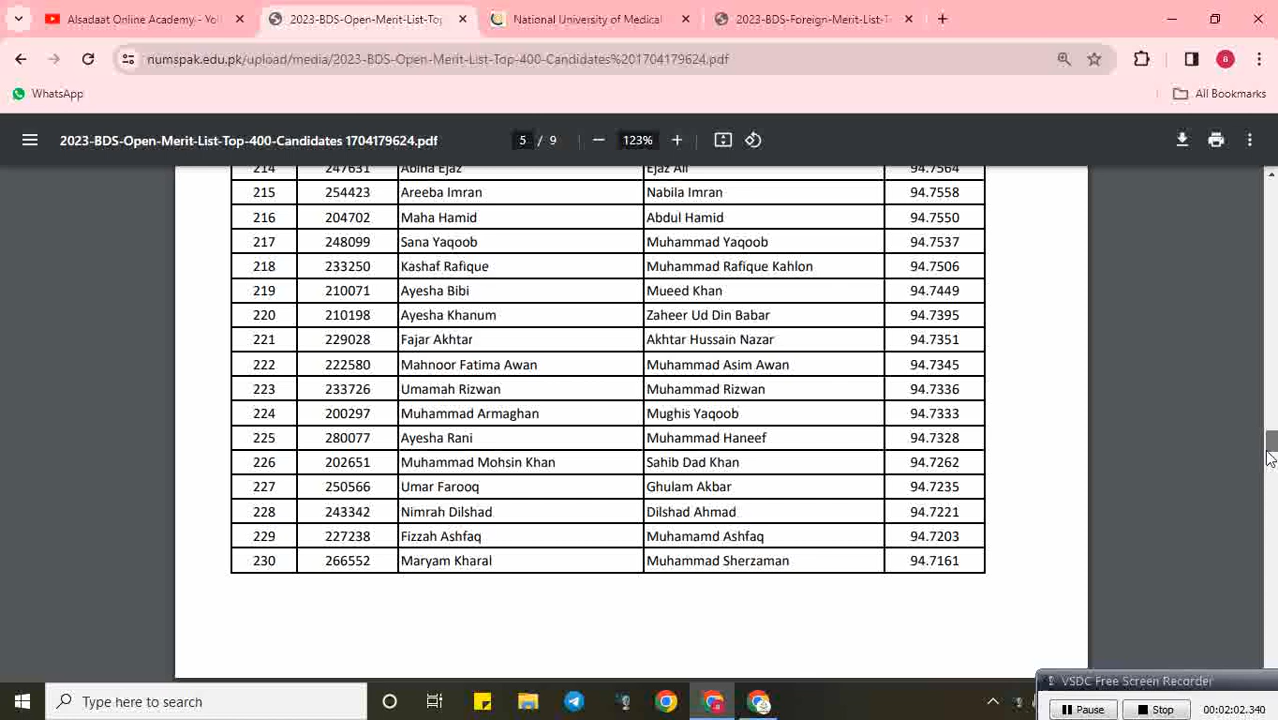 Alsadaat Online Academy - You
2023-BDS-Open-Merit-List-Top
National University of Medical
2023-BDS-Foreign-Merit-List-T
numspak.edu.pk/upload/media/2023-BDS-Open-Merit-List-Top-400-Candidates%201704179624.pdf
a
WhatsApp
All Bookmarks
2023-BDS-Open-Merit-List-Top-400-Candidates 1704179624.pdf
5 / 9
123%
214 247631 Abiha Ejaz Ejaz Ali 94.7564
215 254423 Areeba Imran Nabila Imran 94.7558
216 204702 Maha Hamid Abdul Hamid 94.7550
217 248099 Sana Yaqoob Muhammad Yaqoob 94.7537
218 233250 Kashaf Rafique Muhammad Rafique Kahlon 94.7506
219 210071 Ayesha Bibi Mueed Khan 94.7449
220 210198 Ayesha Khanum Zaheer Ud Din Babar 94.7395
221 229028 Fajar Akhtar Akhtar Hussain Nazar 94.7351
222 222580 Mahnoor Fatima Awan Muhammad Asim Awan 94.7345
223 233726 Umamah Rizwan Muhammad Rizwan 94.7336
224 200297 Muhammad Armaghan Mughis Yaqoob 94.7333
225 280077 Ayesha Rani Muhammad Haneef 94.7328
226 202651 Muhammad Mohsin Khan Sahib Dad Khan 94.7262
227 250566 Umar Farooq Ghulam Akbar 94.7235
228 243342 Nimrah Dilshad Dilshad Ahmad 94.7221
229 227238 Fizzah Ashfaq Muhamamd Ashfaq 94.7203
230 266552 Maryam Kharal Muhammad Sherzaman 94.7161
VSDC Free Screen Recorder
Type here to search
Pause
Stop
00:02:02.340